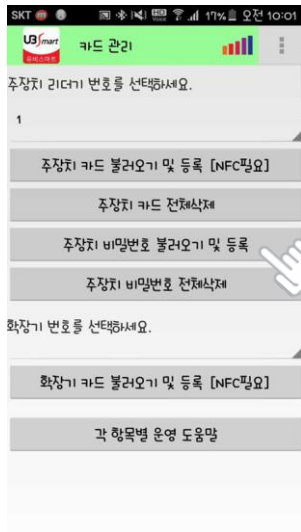 SKT 17% 오전 10:01
U3Smart
유비스마트
카드 관리
주장치 리더기 번호를 선택하세요.
1
주장치 카드 불러오기 및 등록 [NFC필요]
주장치 카드 전체삭제
주장치 비밀번호 불러오기 및 등록
주장치 비밀번호 전체삭제
확장기 번호를 선택하세요.
확장기 카드 불러오기 및 등록 [NFC필요]
각 항목별 운영 도움말